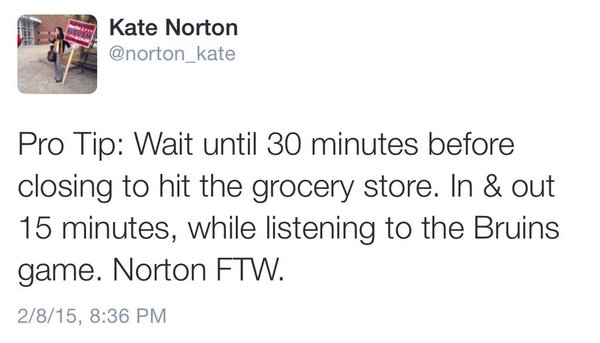 Kate Norton
@norton_kate
Pro Tip: Wait until 30 minutes before
closing to hit the grocery store. In & out
15 minutes, while listening to the Bruins
game. Norton FTW.
2/8/15, 8:36 PM